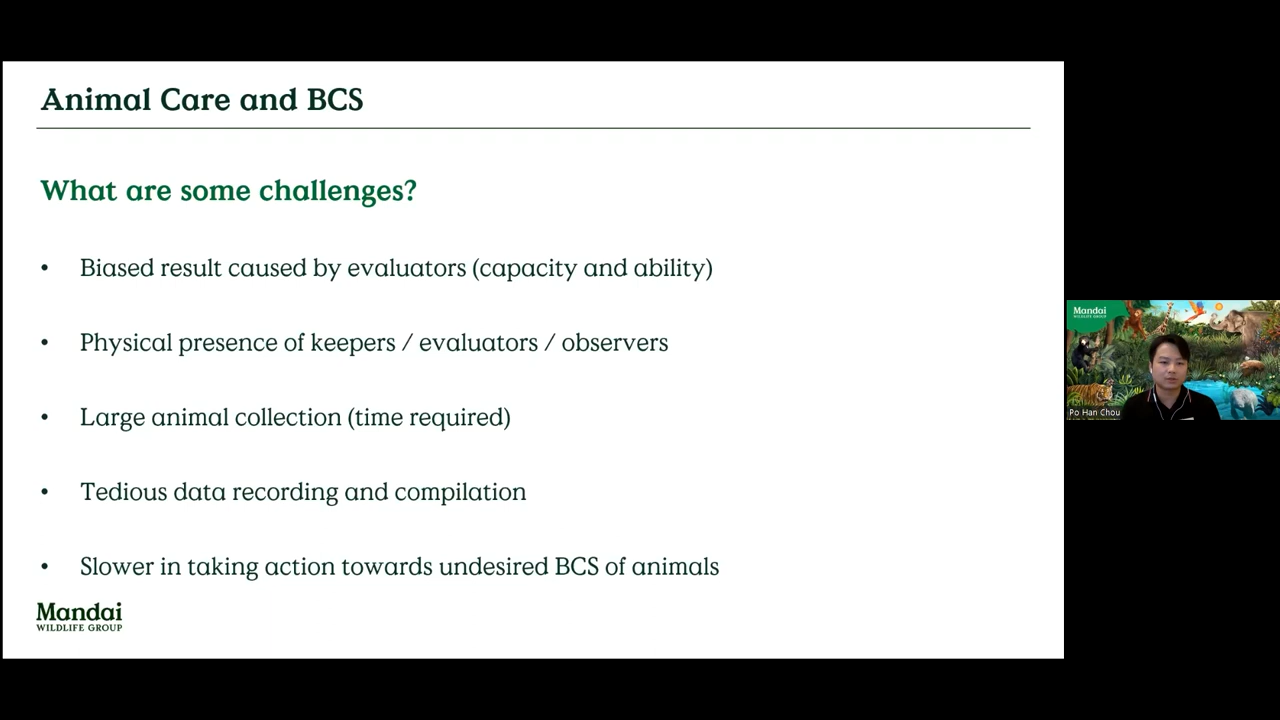 Animal Care and BCS
What are some challenges?
• Biased result caused by evaluators (capacity and ability)
• Physical presence of keepers / evaluators / observers
• Large animal collection (time required)
• Tedious data recording and compilation
• Slower in taking action towards undesired BCS of animals
Mandai
WILDLIFE GROUP
Mandai
WILDLIFE GROUP
Po Han Chou